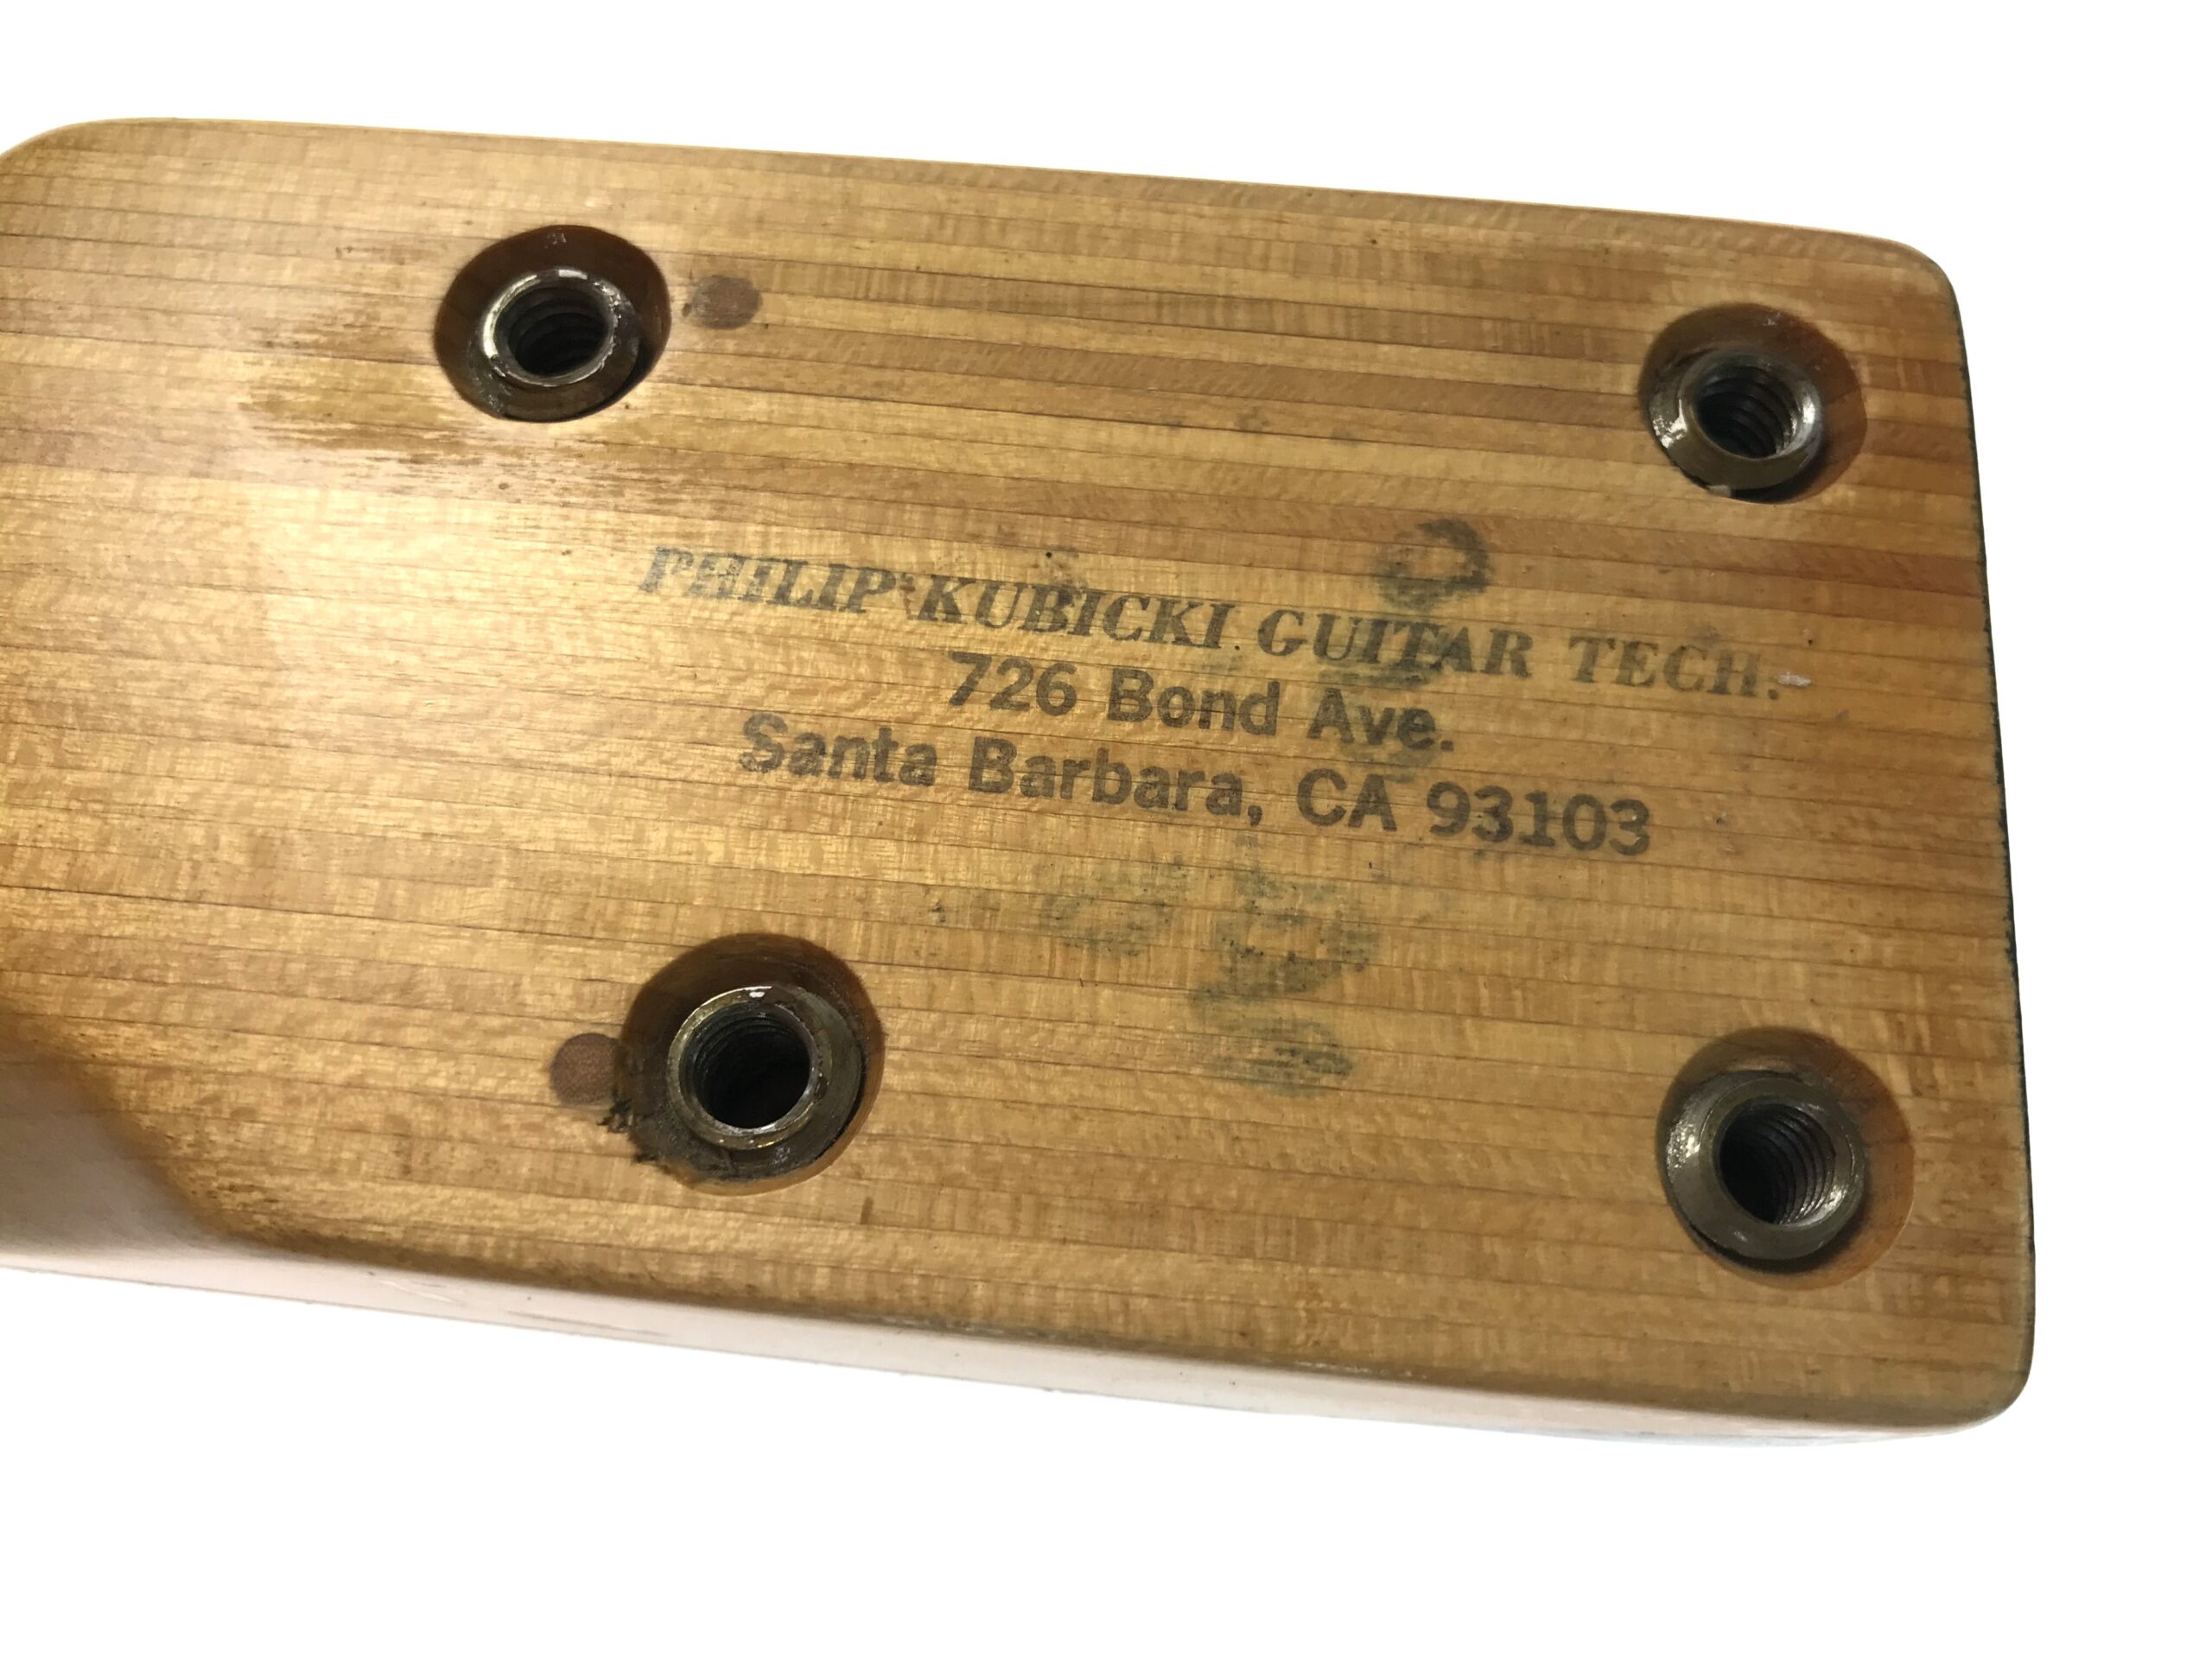 PHILIP KUBICKI GUITAR TECH.
726 Bond Ave.
Santa Barbara, CA 93103